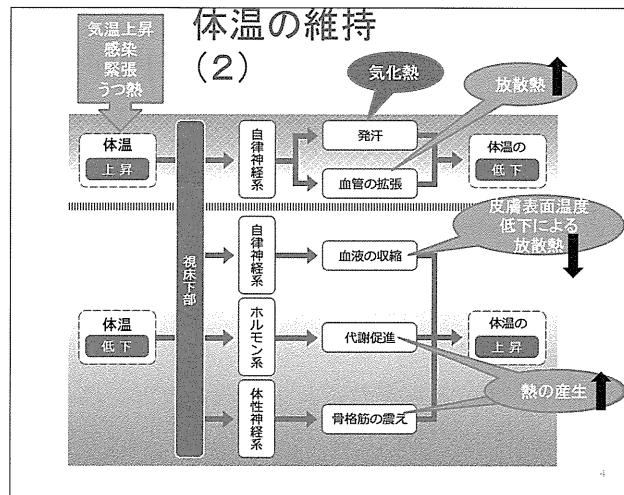 体温の維持
(2)
気温上昇
感染
緊張
うつ熱
気化熱
放散熱
体温
上昇
自律神経系
発汗
血管の拡張
体温の
低下
視床下部
皮膚表面温度
低下による
放散熱
自律神経系
血液の収縮
体温
低下
ホルモン系
代謝促進
体温の
上昇
体性神経系
骨格筋の震え
熱の産生
4